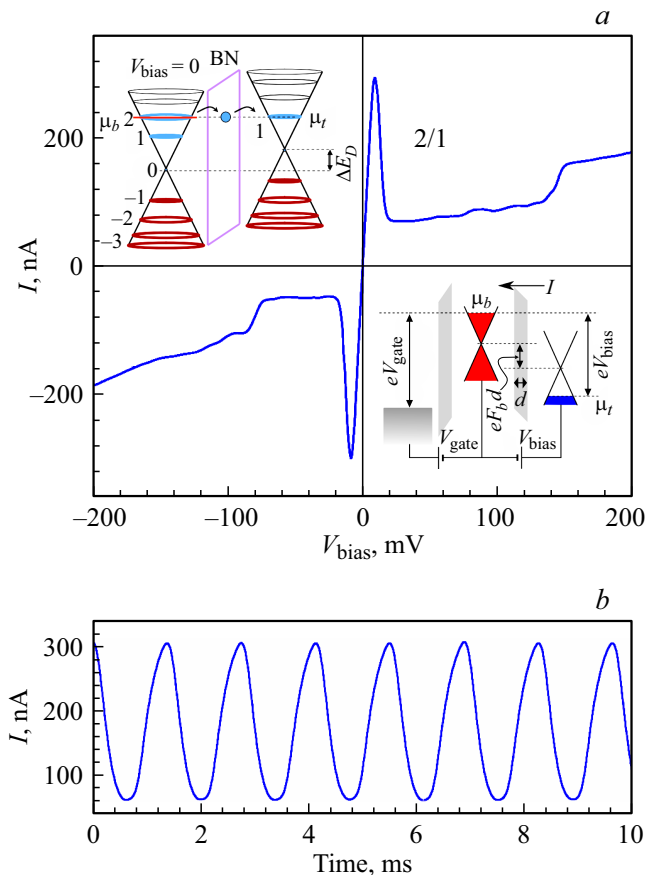 a
BN
V_bias = 0
μ_b 2
1
μ_t
1
2/1
ΔE_D
0
−1
−2
−3
200
0
−200
I, nA
I
μ_b
eV_gate
eF_b d
d
eV_bias
μ_t
V_gate
V_bias
−200
−100
0
100
200
V_bias, mV
b
300
200
100
I, nA
0
2
4
6
8
10
Time, ms